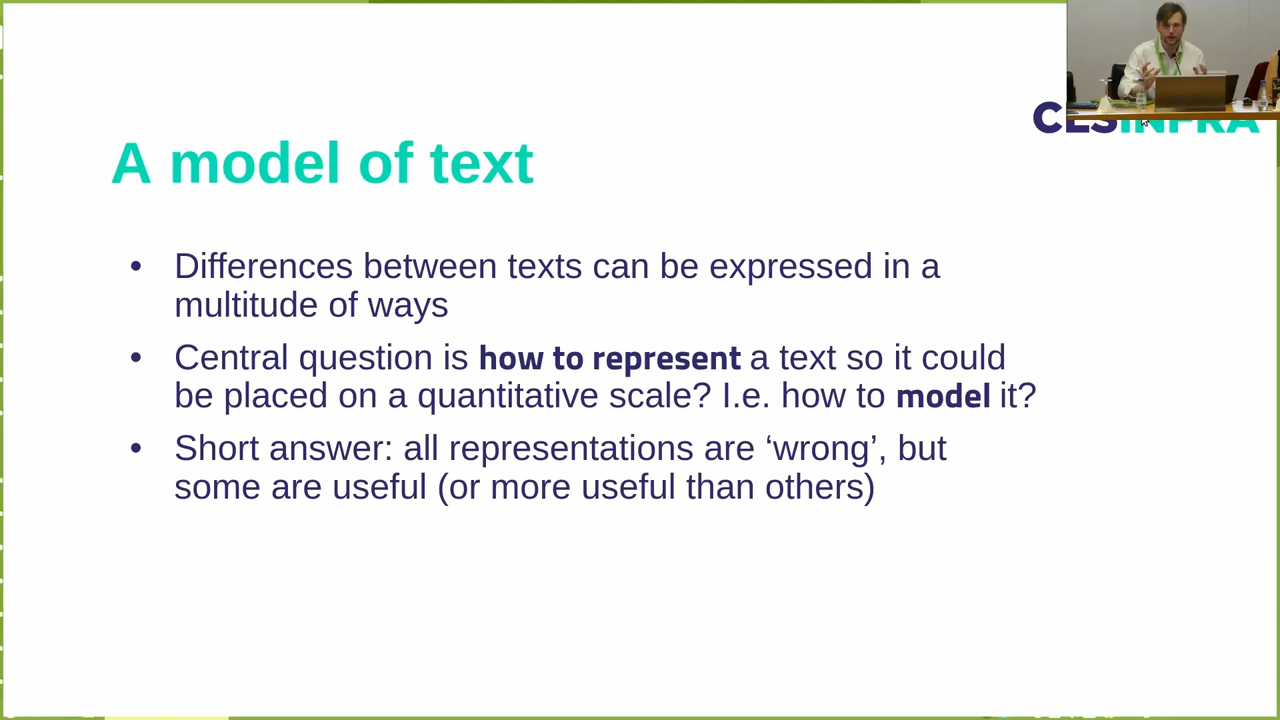 CLSINFRA
A model of text
• Differences between texts can be expressed in a
multitude of ways
• Central question is how to represent a text so it could
be placed on a quantitative scale? I.e. how to model it?
• Short answer: all representations are ‘wrong’, but
some are useful (or more useful than others)